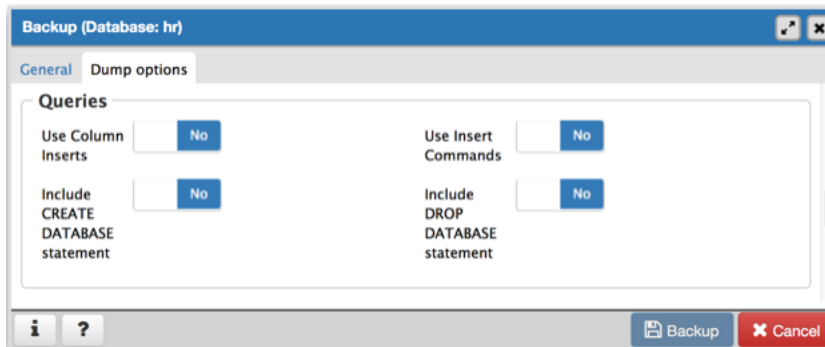 Backup (Database: hr)
General Dump options
Queries
Use Column No Use Insert No
Inserts Commands
Include No Include No
CREATE DROP
DATABASE DATABASE
statement statement
i ? Backup Cancel